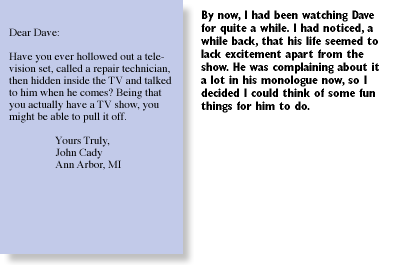 Dear Dave:
Have you ever hollowed out a tele-
vision set, called a repair technician,
then hidden inside the TV and talked
to him when he comes? Being that
you actually have a TV show, you
might be able to pull it off.
Yours Truly,
John Cady
Ann Arbor, MI
By now, I had been watching Dave
for quite a while. I had noticed, a
while back, that his life seemed to
lack excitement apart from the
show. He was complaining about it
a lot in his monologue now, so I
decided I could think of some fun
things for him to do.